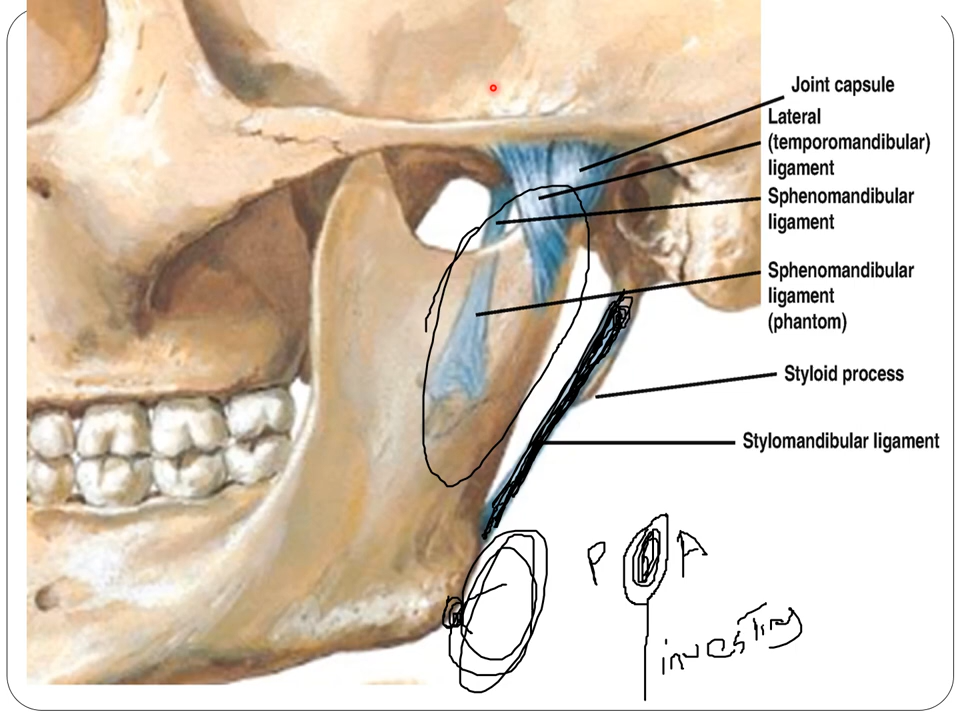 Joint capsule
Lateral
(temporomandibular)
ligament
Sphenomandibular
ligament
Sphenomandibular
ligament
(phantom)
Styloid process
Stylomandibular ligament
P A
investing